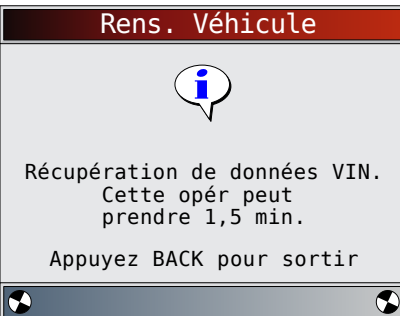 Rens. Véhicule
Récupération de données VIN.
Cette opér peut
prendre 1,5 min.
Appuyez BACK pour sortir